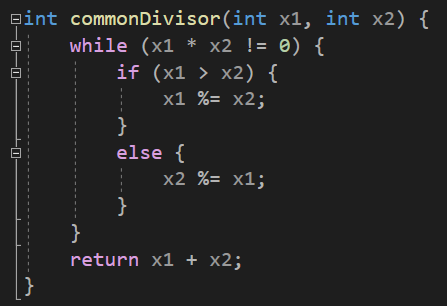 int commonDivisor(int x1, int x2) {
    while (x1 * x2 != 0) {
        if (x1 > x2) {
            x1 %= x2;
        }
        else {
            x2 %= x1;
        }
    }
    return x1 + x2;
}